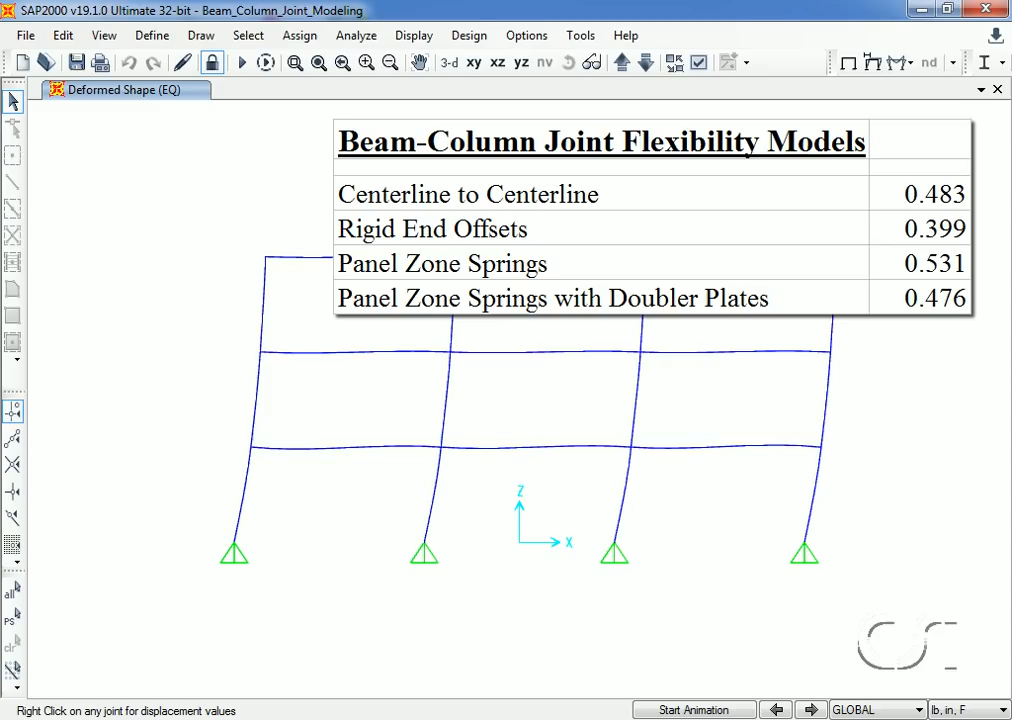 SAP2000 v19.1.0 Ultimate 32-bit - Beam_Column_Joint_Modeling
File Edit View Define Draw Select Assign Analyze Display Design Options Tools Help
3-d xy xz yz nv nd
Deformed Shape (EQ)
Beam-Column Joint Flexibility Models
Centerline to Centerline 0.483
Rigid End Offsets 0.399
Panel Zone Springs 0.531
Panel Zone Springs with Doubler Plates 0.476
Z
X
all
PS
clr
CSI
Right Click on any joint for displacement values
Start Animation
GLOBAL
lb, in, F